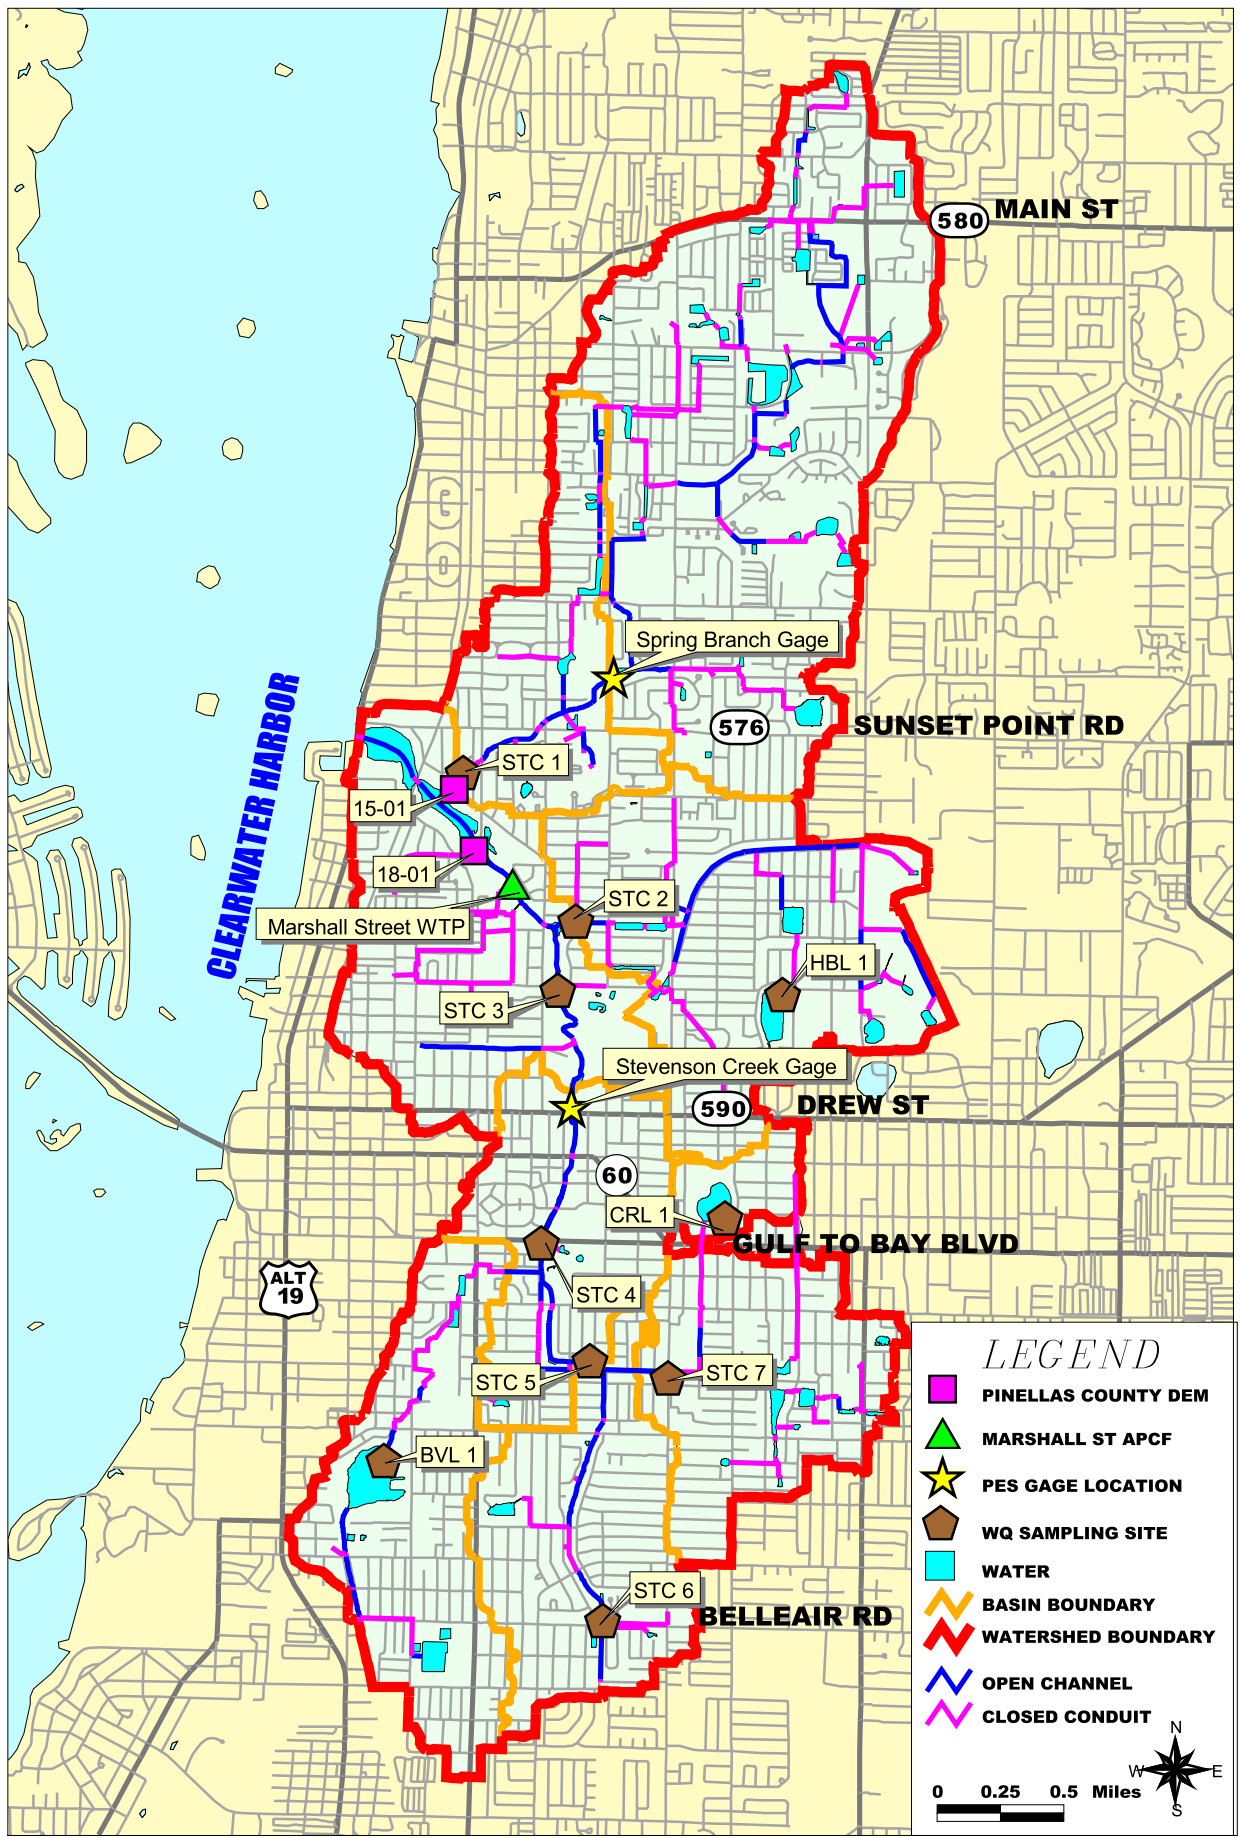 580
MAIN ST
Spring Branch Gage
CLEARWATER HARBOR
576
SUNSET POINT RD
STC 1
15-01
18-01
STC 2
Marshall Street WTP
HBL 1
STC 3
Stevenson Creek Gage
590
DREW ST
60
CRL 1
GULF TO BAY BLVD
ALT
19
STC 4
STC 5
STC 7
BVL 1
STC 6
BELLEAIR RD
LEGEND
PINELLAS COUNTY DEM
MARSHALL ST APCF
PES GAGE LOCATION
WQ SAMPLING SITE
WATER
BASIN BOUNDARY
WATERSHED BOUNDARY
OPEN CHANNEL
CLOSED CONDUIT
N
W E
S
0 0.25 0.5 Miles